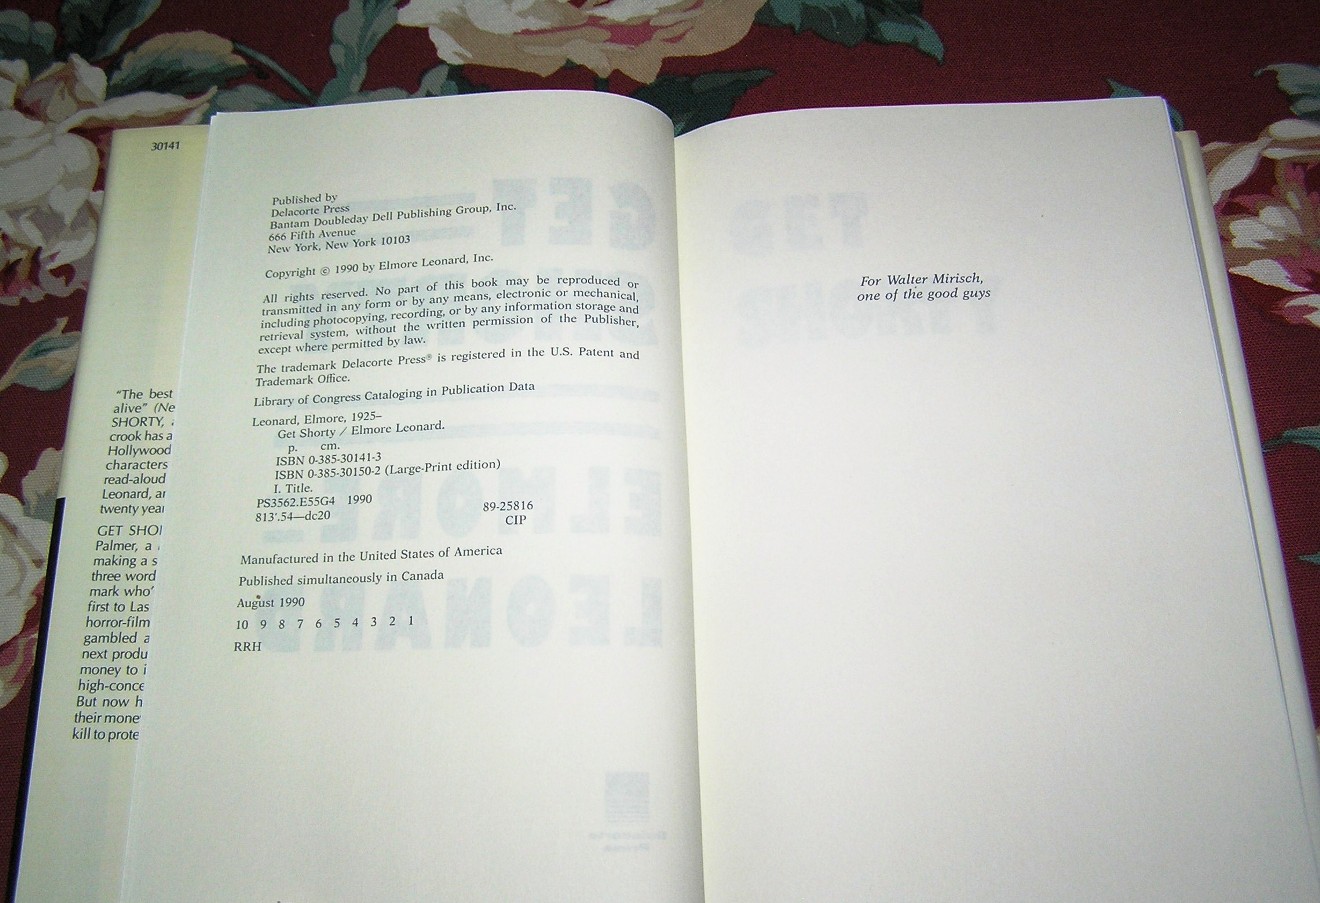 30141
"The best
alive" (Ne
SHORTY,
crook has a
Hollywood
characters
read-aloud
Leonard, ar
twenty year
GET SHOR
Palmer, a
making a s
three word
mark who'
first to Las
horror-film
gambled a
next produ
money to i
high-conce
But now h
their mone
kill to prote
Published by
Delacorte Press
Bantam Doubleday Dell Publishing Group, Inc.
666 Fifth Avenue
New York, New York 10103
Copyright © 1990 by Elmore Leonard, Inc.
All rights reserved. No part of this book may be reproduced or
transmitted in any form or by any means, electronic or mechanical,
including photocopying, recording, or by any information storage and
retrieval system, without the written permission of the Publisher,
except where permitted by law.
The trademark Delacorte Press® is registered in the U.S. Patent and
Trademark Office.
Library of Congress Cataloging in Publication Data
Leonard, Elmore, 1925–
Get Shorty / Elmore Leonard.
p. cm.
ISBN 0-385-30141-3
ISBN 0-385-30150-2 (Large-Print edition)
I. Title.
PS3562.E55G4 1990
813'.54—dc20
89-25816
CIP
Manufactured in the United States of America
Published simultaneously in Canada
August 1990
10 9 8 7 6 5 4 3 2 1
RRH
For Walter Mirisch,
one of the good guys